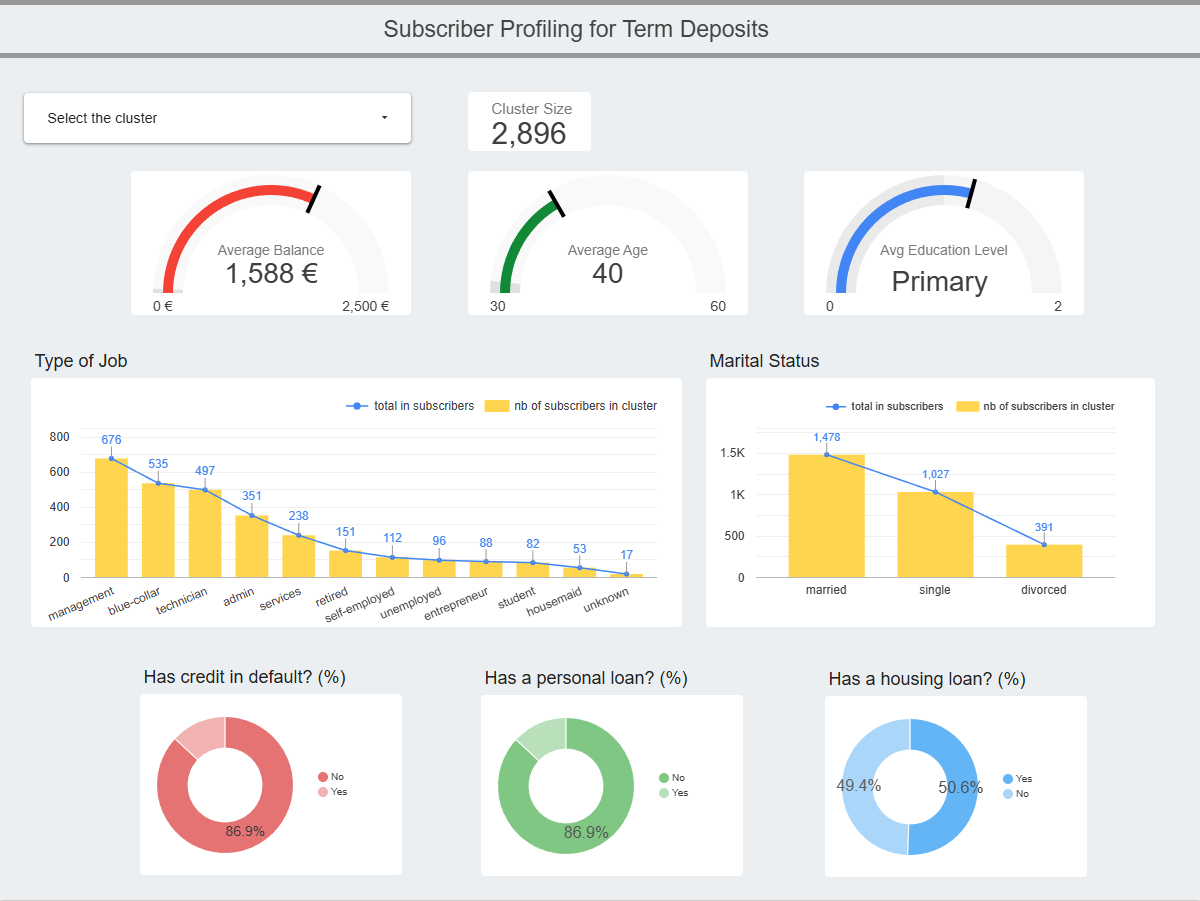 Subscriber Profiling for Term Deposits
Select the cluster
Cluster Size
2,896
Average Balance
1,588 €
0 €
2,500 €
Average Age
40
30
60
Avg Education Level
Primary
0
2
Type of Job
total in subscribers
nb of subscribers in cluster
800
600
400
200
0
676
535
497
351
238
151
112
96
88
82
53
17
management
blue-collar
technician
admin
services
retired
self-employed
unemployed
entrepreneur
student
housemaid
unknown
Marital Status
total in subscribers
nb of subscribers in cluster
1.5K
1K
500
0
1,478
1,027
391
married
single
divorced
Has credit in default? (%)
86.9%
No
Yes
Has a personal loan? (%)
86.9%
No
Yes
Has a housing loan? (%)
49.4%
50.6%
Yes
No